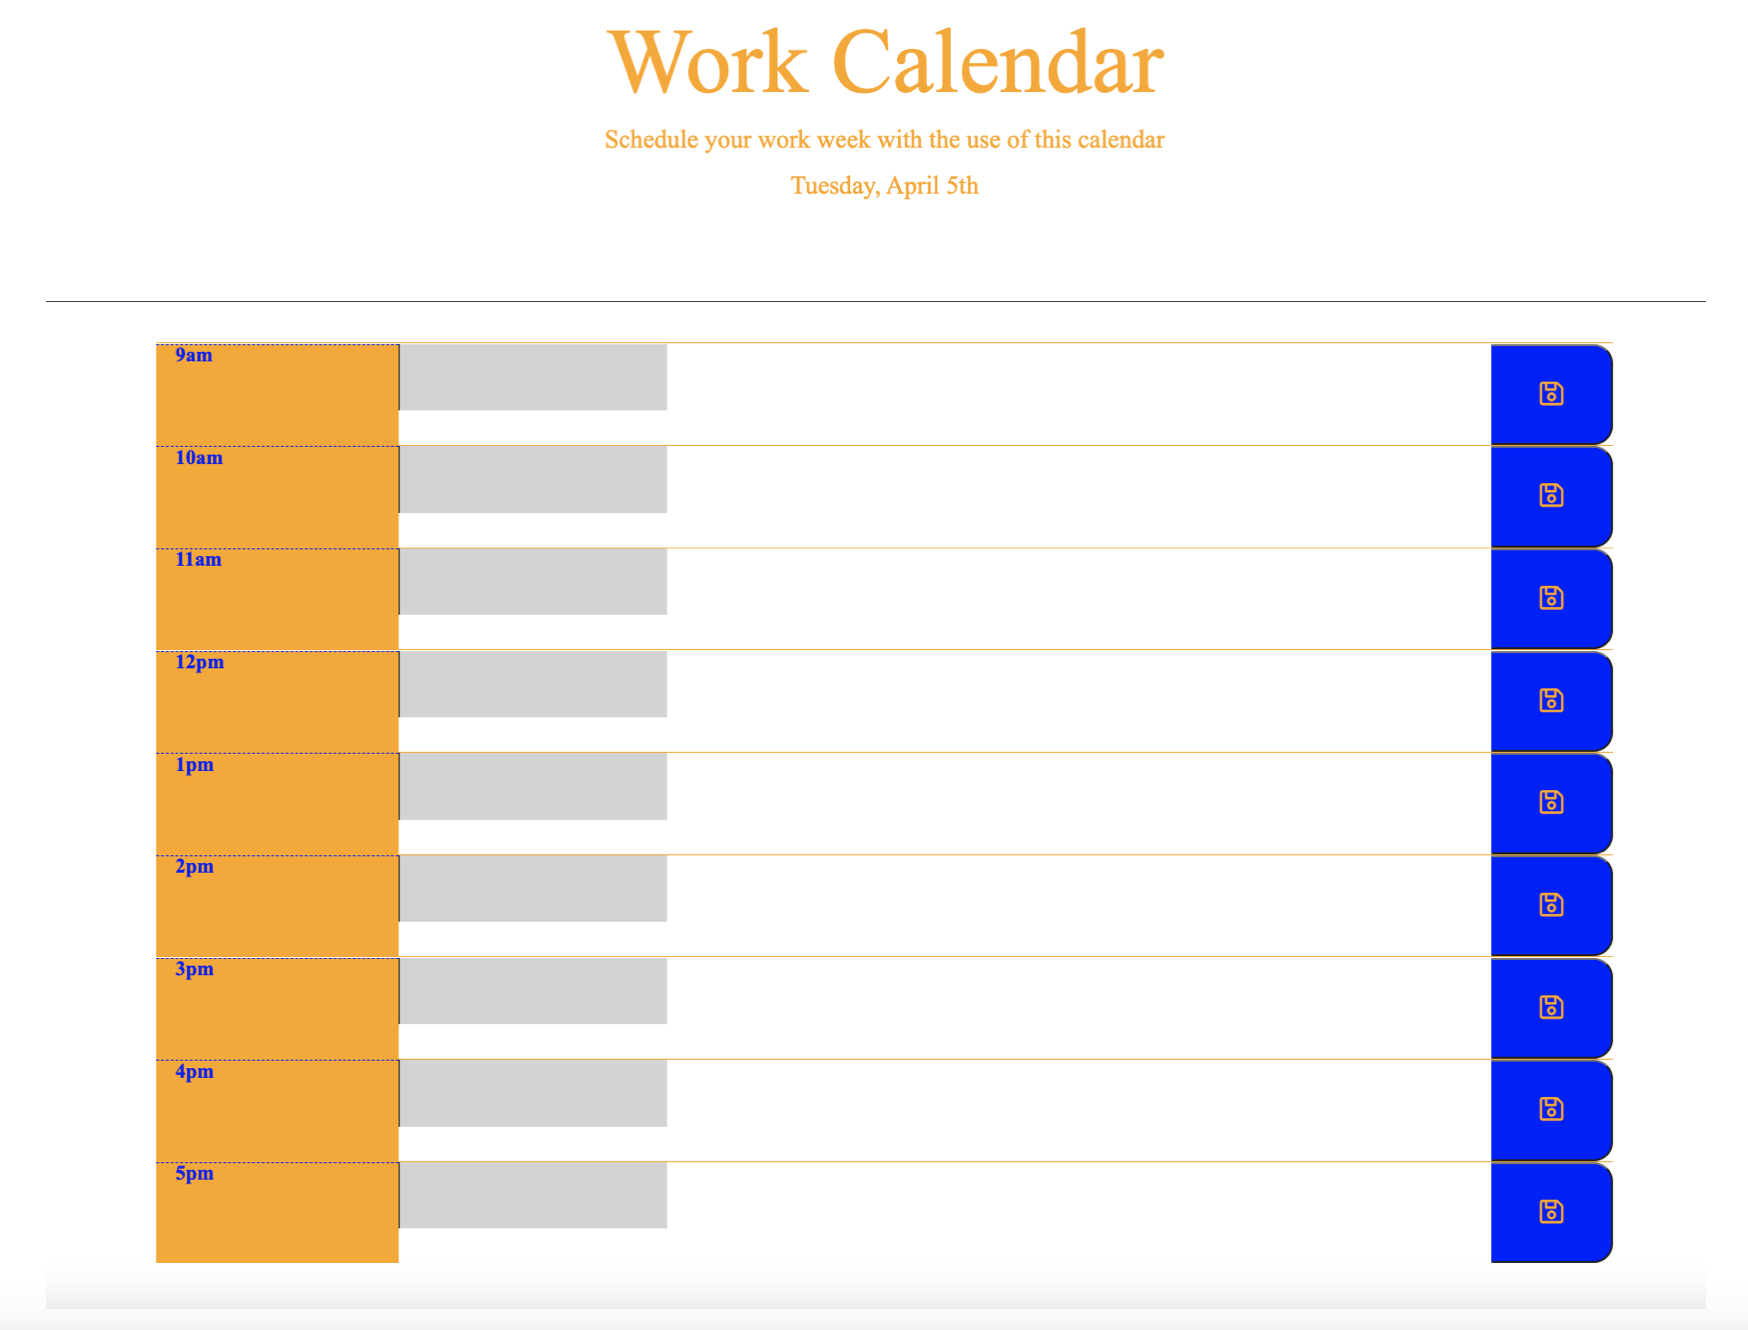 Work Calendar
Schedule your work week with the use of this calendar
Tuesday, April 5th
9am
10am
11am
12pm
1pm
2pm
3pm
4pm
5pm